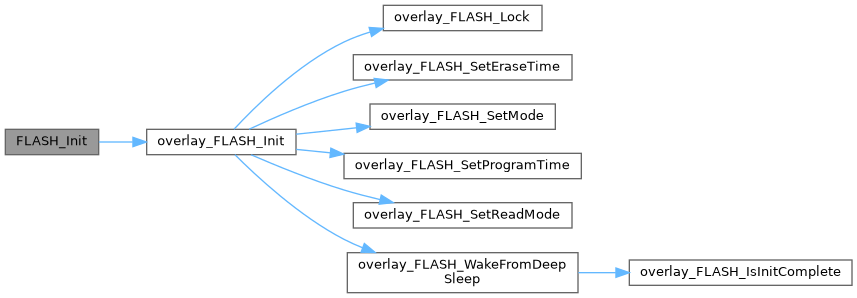 FLASH_Init
overlay_FLASH_Init
overlay_FLASH_Lock
overlay_FLASH_SetEraseTime
overlay_FLASH_SetMode
overlay_FLASH_SetProgramTime
overlay_FLASH_SetReadMode
overlay_FLASH_WakeFromDeep
Sleep
overlay_FLASH_IsInitComplete